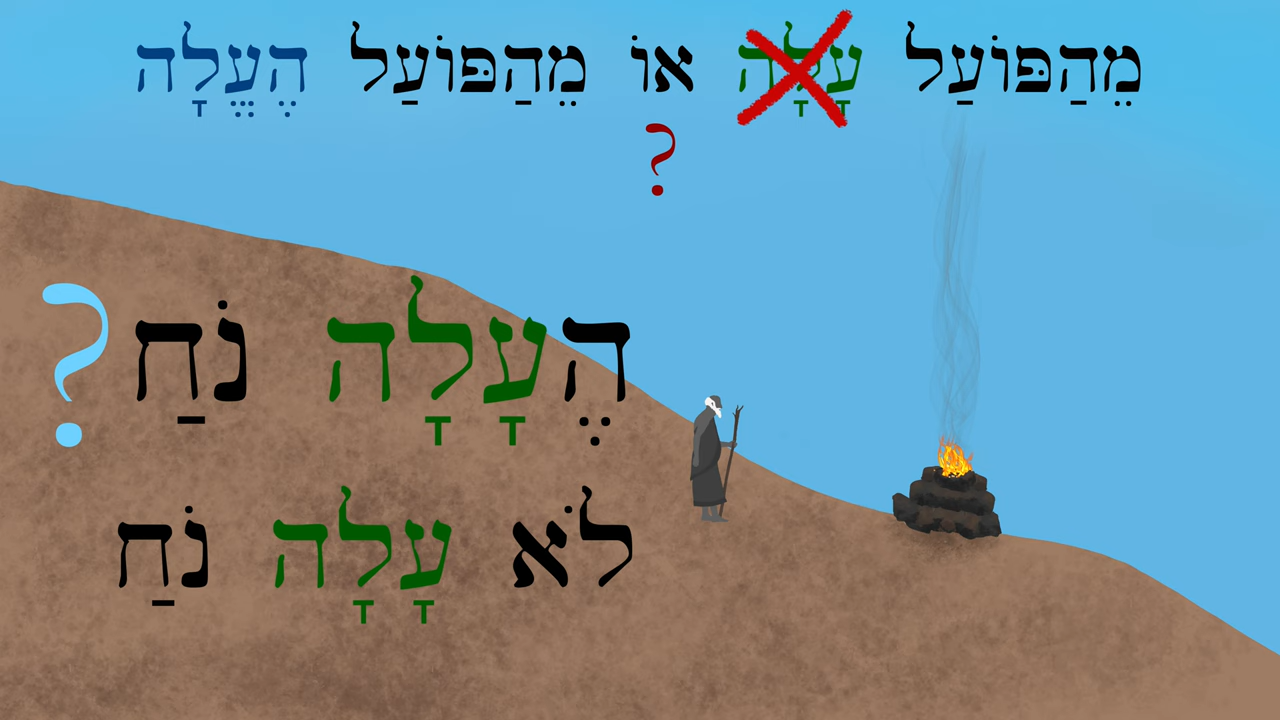 מֵהַפּוֹעַל עָלָה אוֹ מֵהַפּוֹעַל הֶעֱלָה
?
הֶעָלָה נֹחַ?
לֹא עָלָה נֹחַ